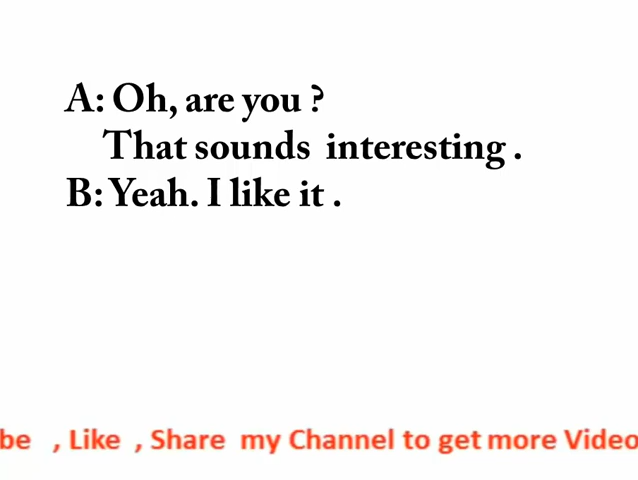 A: Oh, are you ?
That sounds interesting .
B: Yeah. I like it .
be , Like , Share my Channel to get more Video